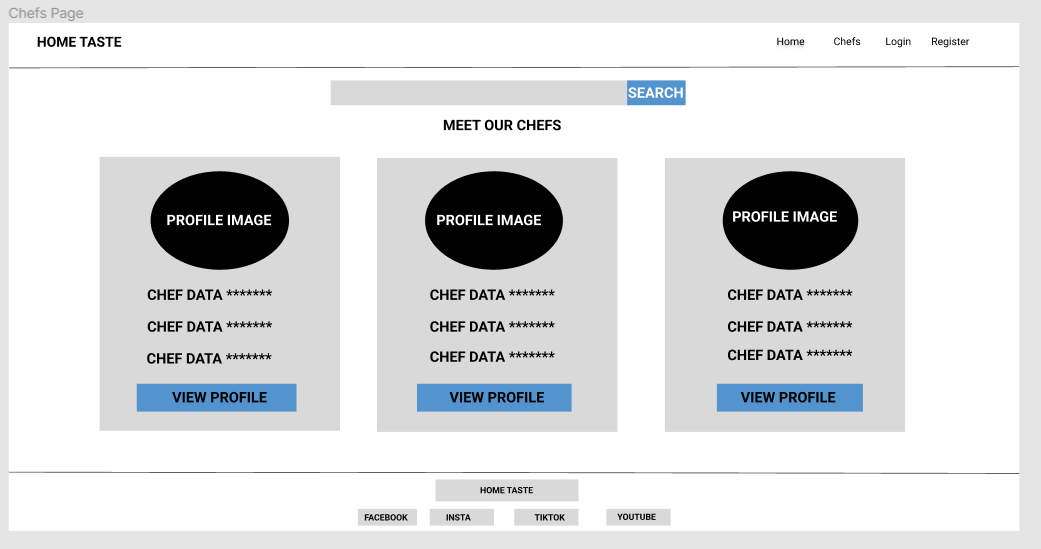 Chefs Page
HOME TASTE
Home Chefs Login Register
SEARCH
MEET OUR CHEFS
PROFILE IMAGE
CHEF DATA *******
CHEF DATA *******
CHEF DATA *******
VIEW PROFILE
PROFILE IMAGE
CHEF DATA *******
CHEF DATA *******
CHEF DATA *******
VIEW PROFILE
PROFILE IMAGE
CHEF DATA *******
CHEF DATA *******
CHEF DATA *******
VIEW PROFILE
HOME TASTE
FACEBOOK INSTA TIKTOK YOUTUBE